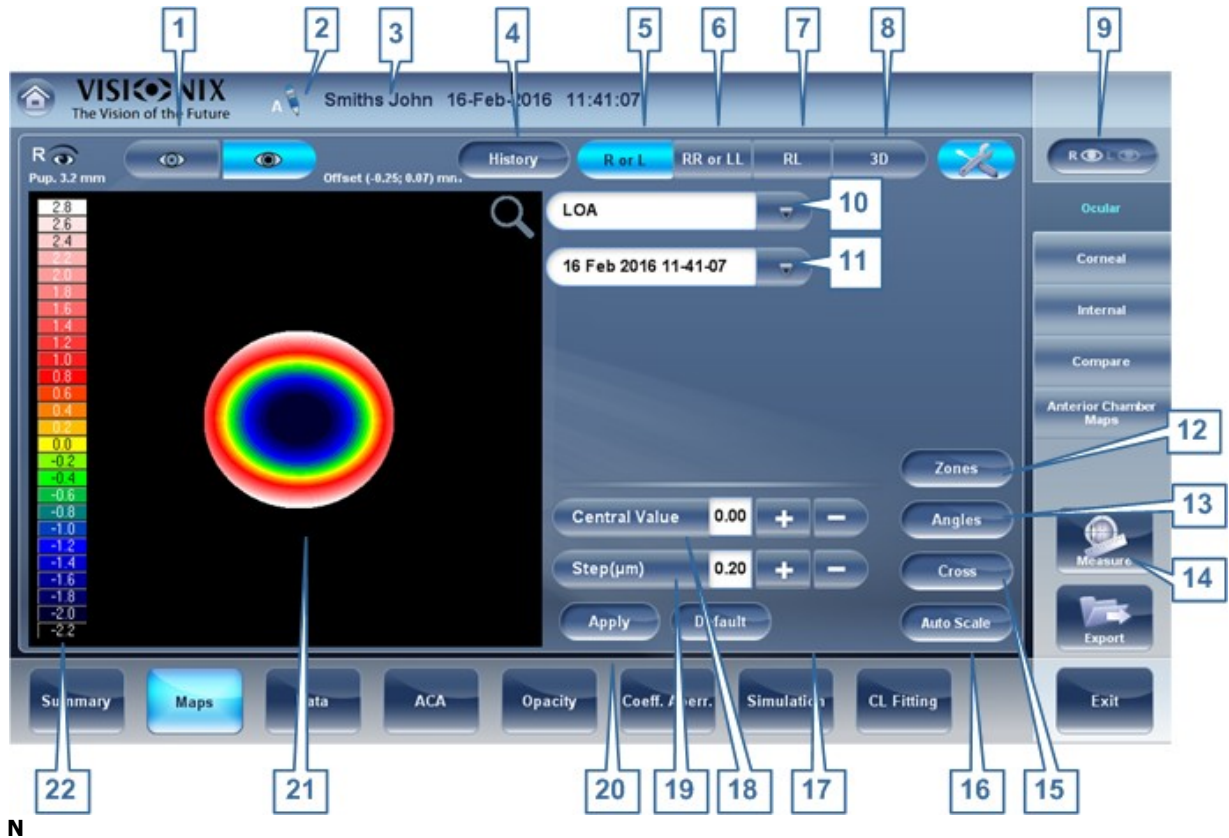 1 2 3 4 5 6 7 8 9
VISIONIX
The Vision of the Future
A Smiths John 16-Feb-2016 11:41:07
R
Pup. 3.2 mm
Offset (-0.25; 0.07) mm.
History
R or L RR or LL RL 3D
R L
2.8
2.6
2.4
2.2
2.0
1.8
1.6
1.4
1.2
1.0
0.8
0.6
0.4
0.2
0.0
-0.2
-0.4
-0.6
-0.8
-1.0
-1.2
-1.4
-1.6
-1.8
-2.0
-2.2
LOA
10
16 Feb 2016 11-41-07
11
Ocular
Corneal
Internal
Compare
Anterior Chamber
Maps
12
Zones
Central Value 0.00 + -
Angles
13
Step(µm) 0.20 + -
Cross
Measure
14
Apply Default
Auto Scale
Export
Summary Maps Data ACA Opacity Coeff. Aberr. Simulation CL Fitting Exit
22 21 20 19 18 17 16 15
N